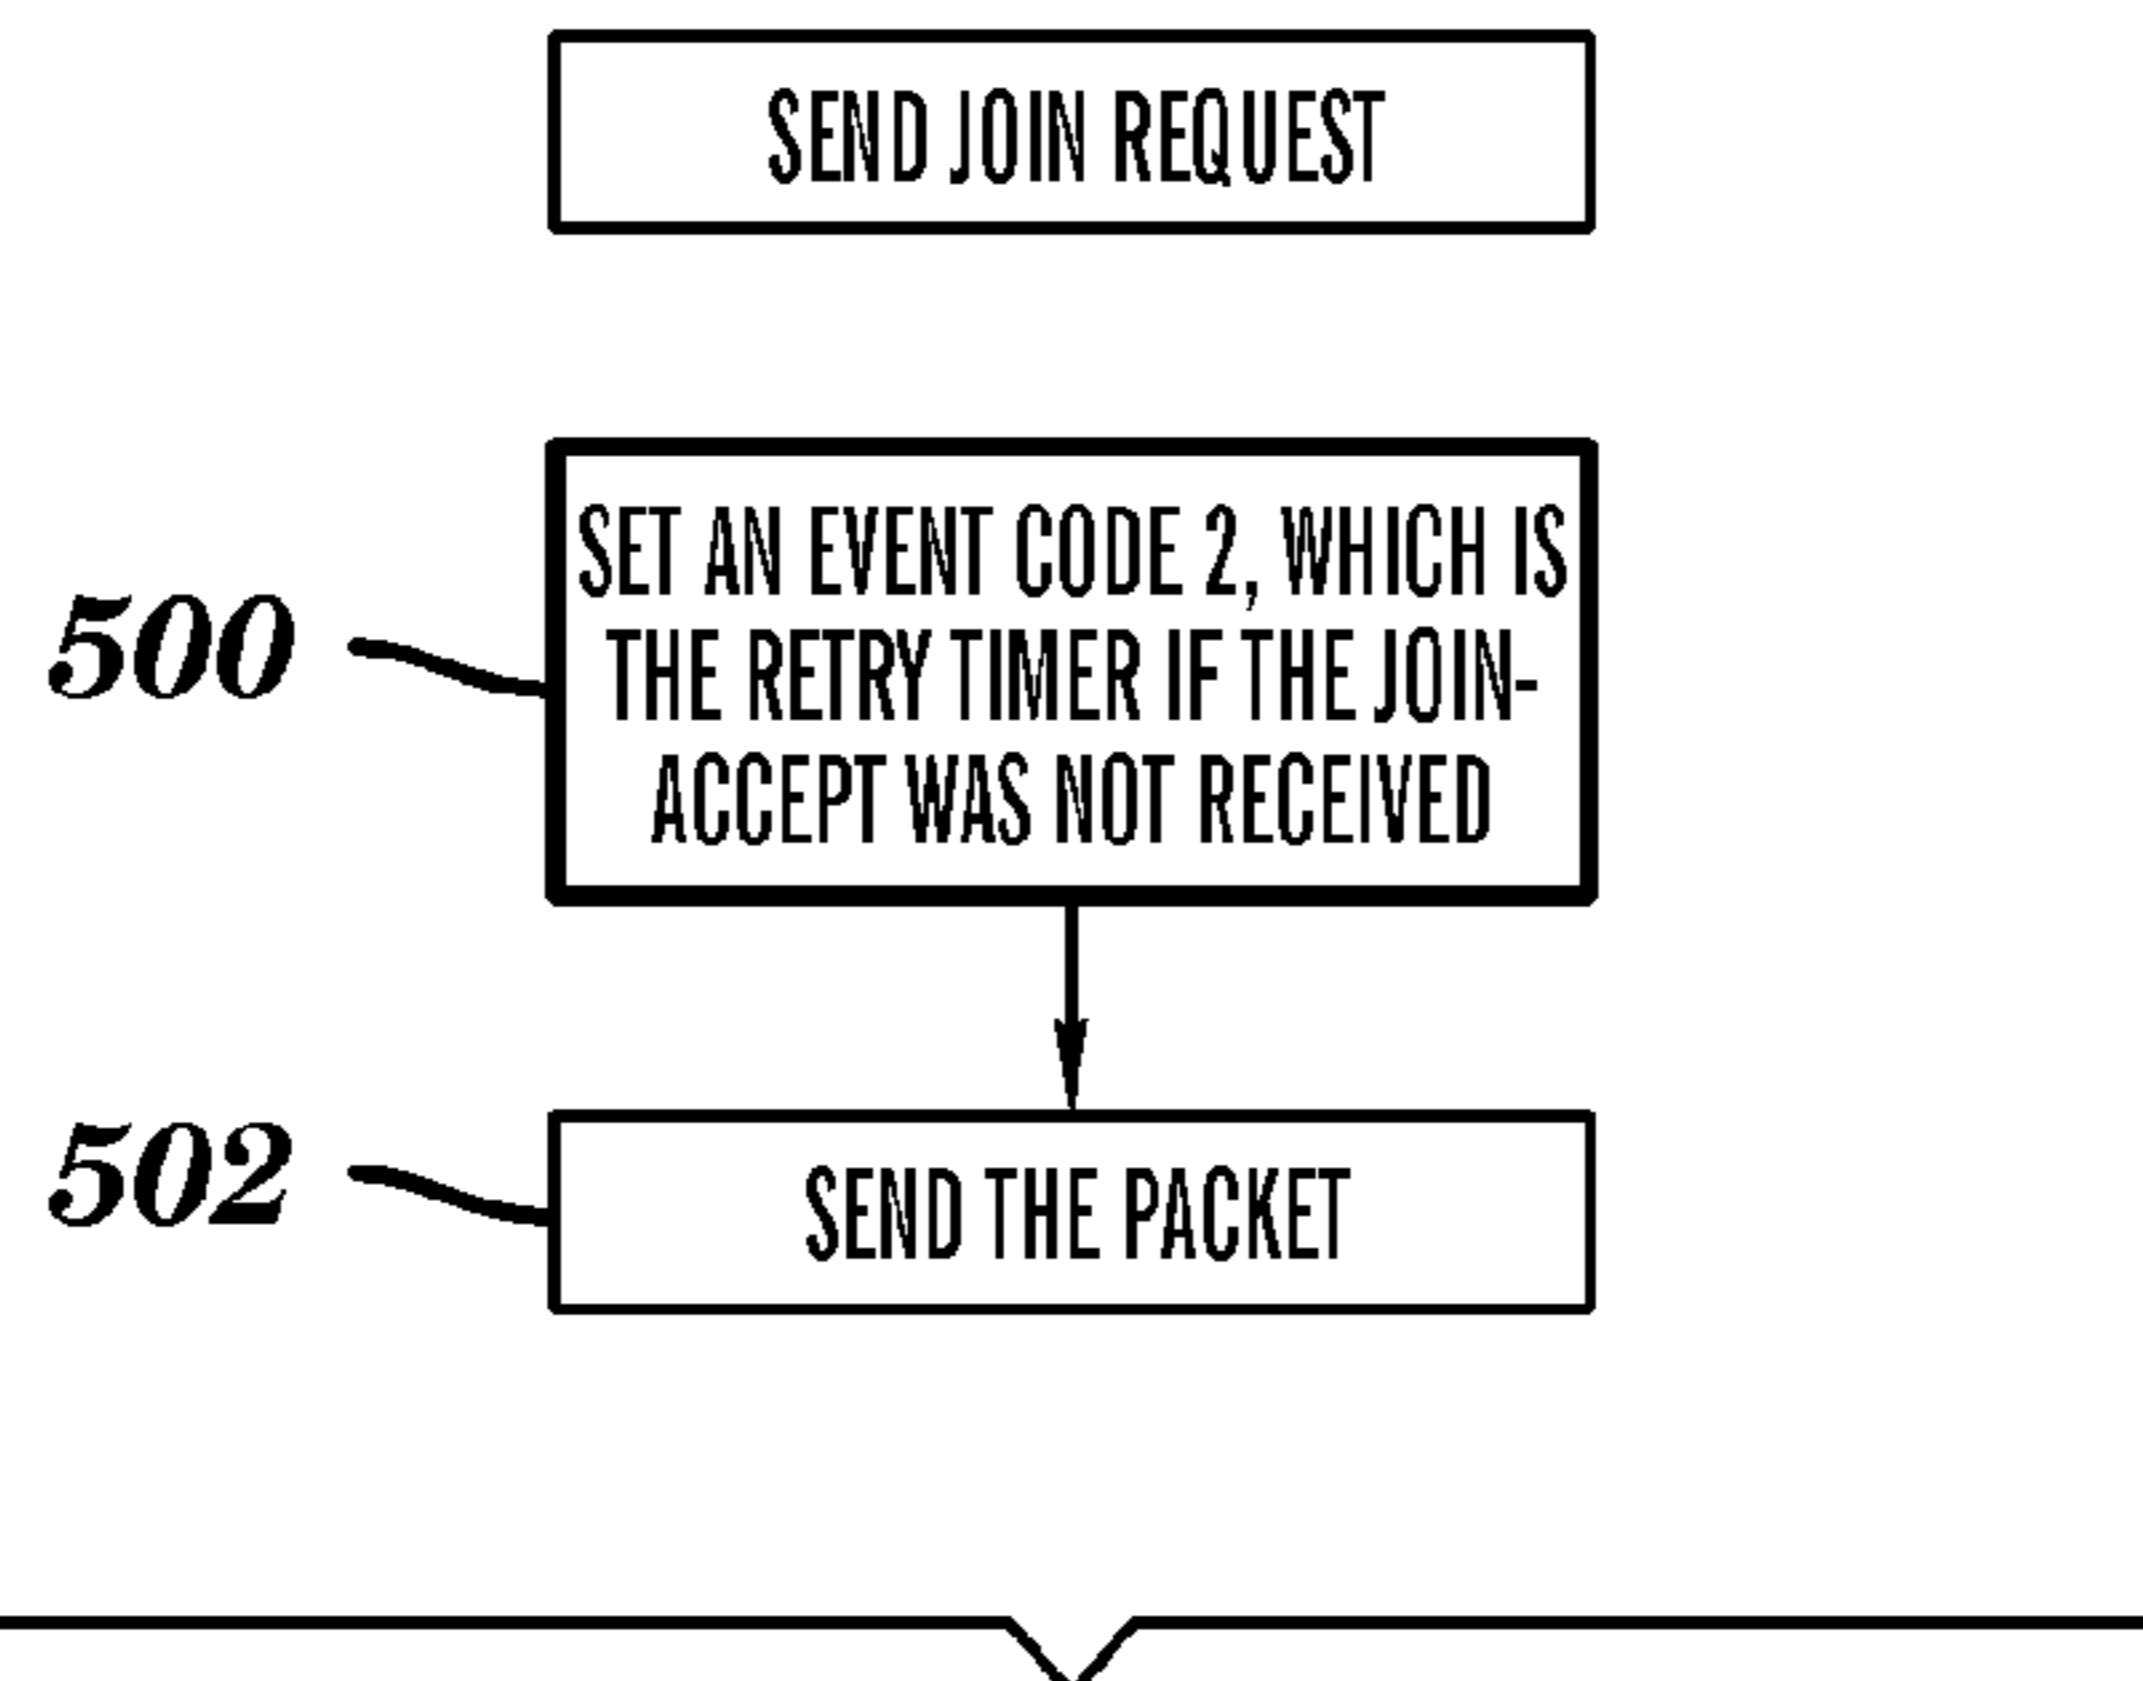 SEND JOIN REQUEST
SET AN EVENT CODE 2, WHICH IS
THE RETRY TIMER IF THE JOIN-
ACCEPT WAS NOT RECEIVED
500
SEND THE PACKET
502